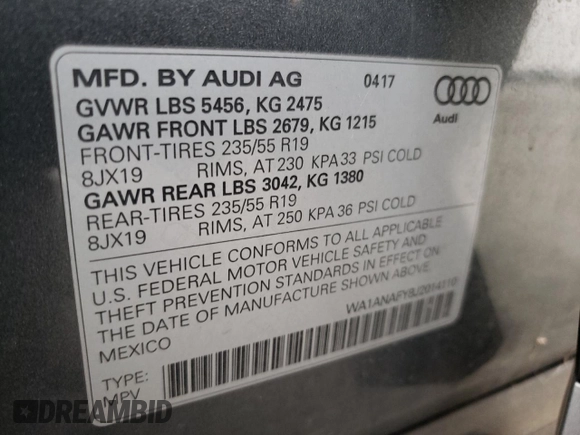 MFD. BY AUDI AG 0417
Audi
GVWR LBS 5456, KG 2475
GAWR FRONT LBS 2679, KG 1215
FRONT-TIRES 235/55 R19
8JX19 RIMS, AT 230 KPA 33 PSI COLD
GAWR REAR LBS 3042, KG 1380
REAR-TIRES 235/55 R19
8JX19 RIMS, AT 250 KPA 36 PSI COLD
THIS VEHICLE CONFORMS TO ALL APPLICABLE
U.S. FEDERAL MOTOR VEHICLE SAFETY AND
THEFT PREVENTION STANDARDS IN EFFECT ON
THE DATE OF MANUFACTURE SHOWN ABOVE.
MEXICO
TYPE:
MPV
DREAMBID